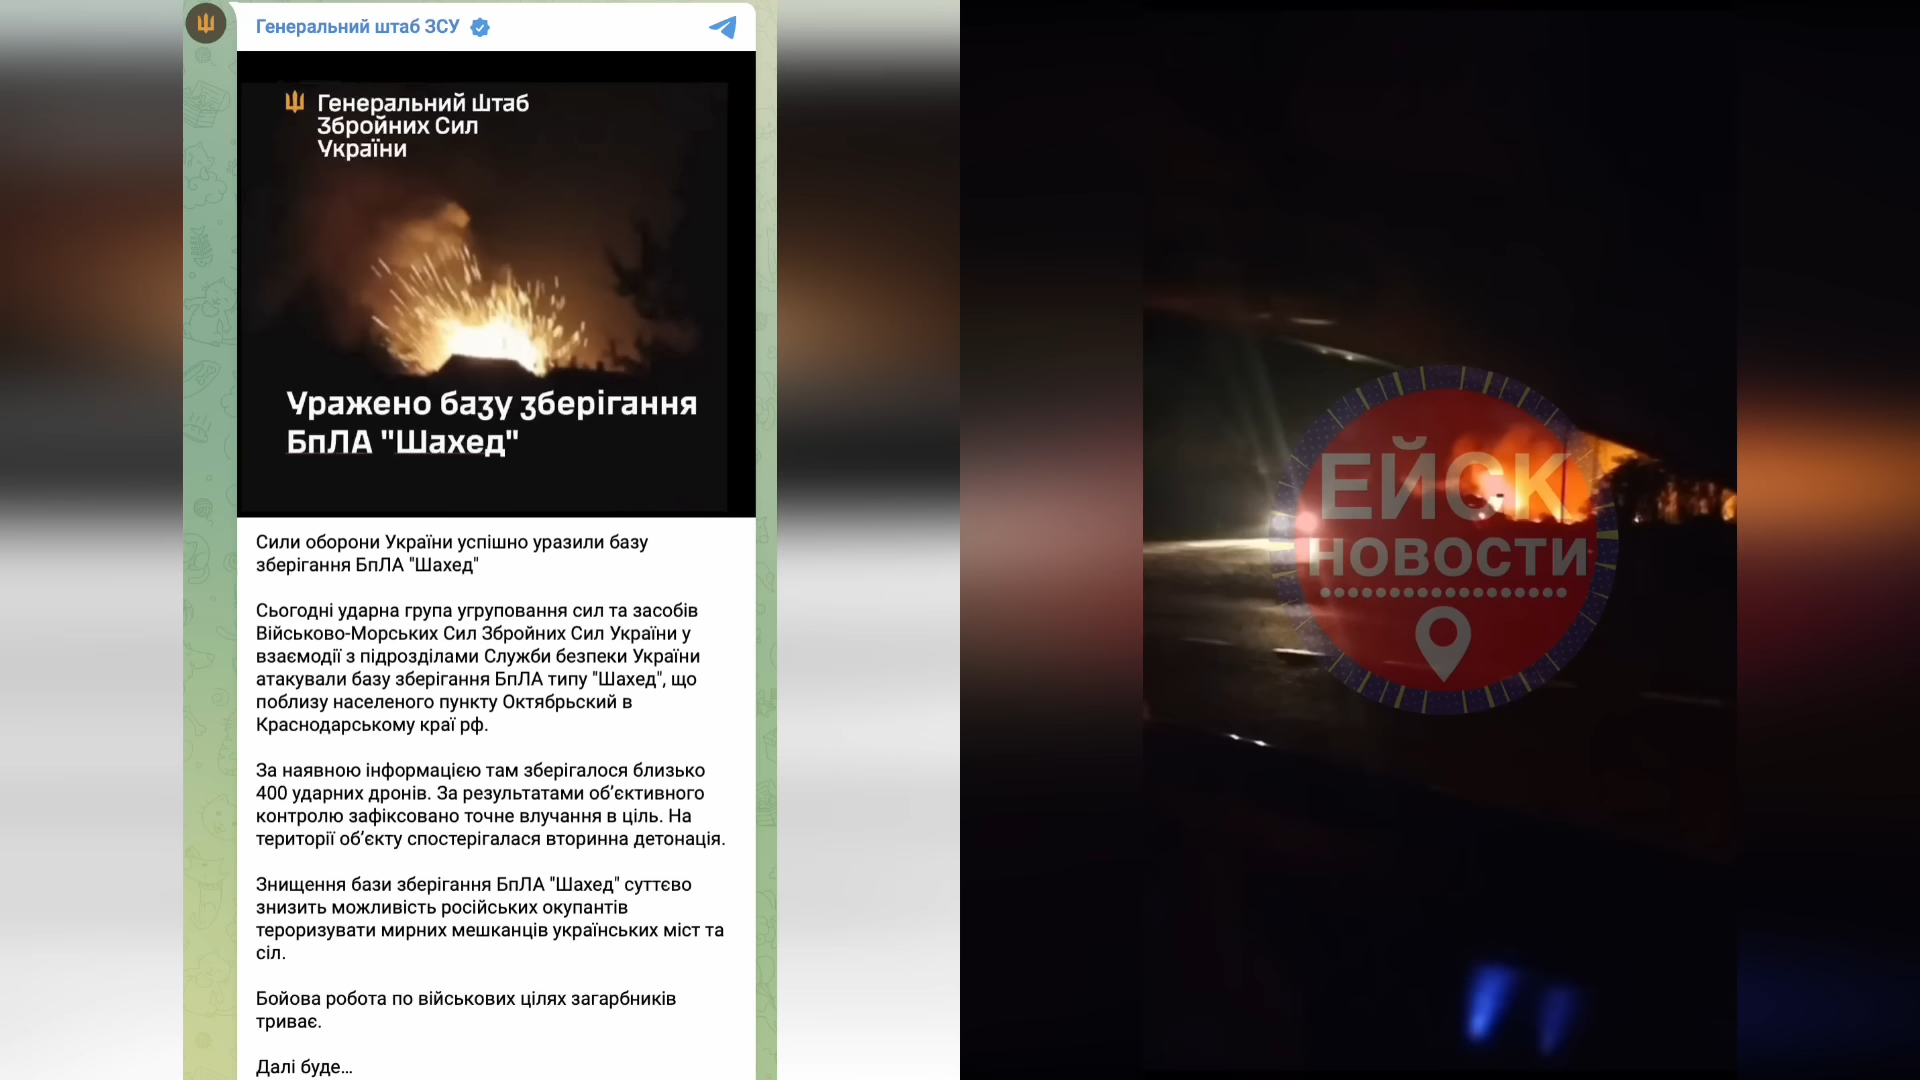 Генеральний штаб ЗСУ
Генеральний штаб
Збройних Сил
України
Уражено базу зберігання
БпЛА "Шахед"
Сили оборони України успішно уразили базу
зберігання БпЛА "Шахед"
Сьогодні ударна група угруповання сил та засобів
Військово-Морських Сил Збройних Сил України у
взаємодії з підрозділами Служби безпеки України
атакували базу зберігання БпЛА типу "Шахед", що
поблизу населеного пункту Октябрьский в
Краснодарському краї рф.
За наявною інформацією там зберігалося близько
400 ударних дронів. За результатами об’єктивного
контролю зафіксовано точне влучання в ціль. На
території об’єкту спостерігалася вторинна детонація.
Знищення бази зберігання БпЛА "Шахед" суттєво
знизить можливість російських окупантів
тероризувати мирних мешканців українських міст та
сіл.
Бойова робота по військових цілях загарбників
триває.
Далі буде...
ЕЙСК
НОВОСТИ